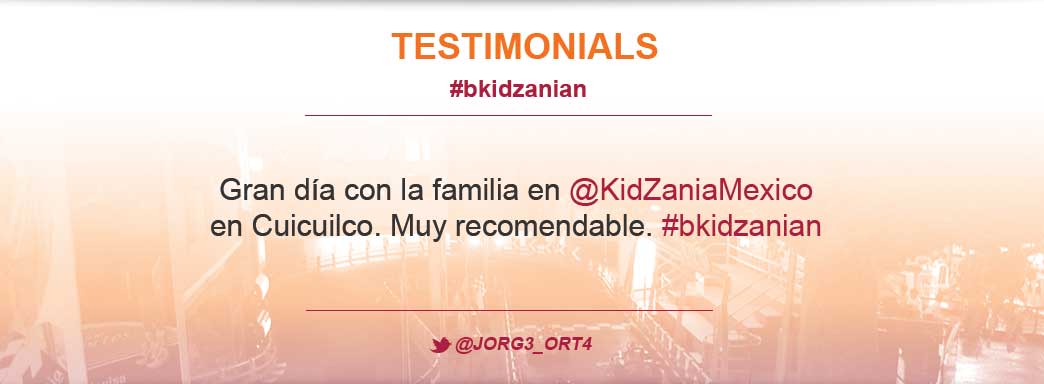 TESTIMONIALS
#bkidzanian
Gran día con la familia en @KidZaniaMexico
en Cuicuilco. Muy recomendable. #bkidzanian
@JORG3_ORT4